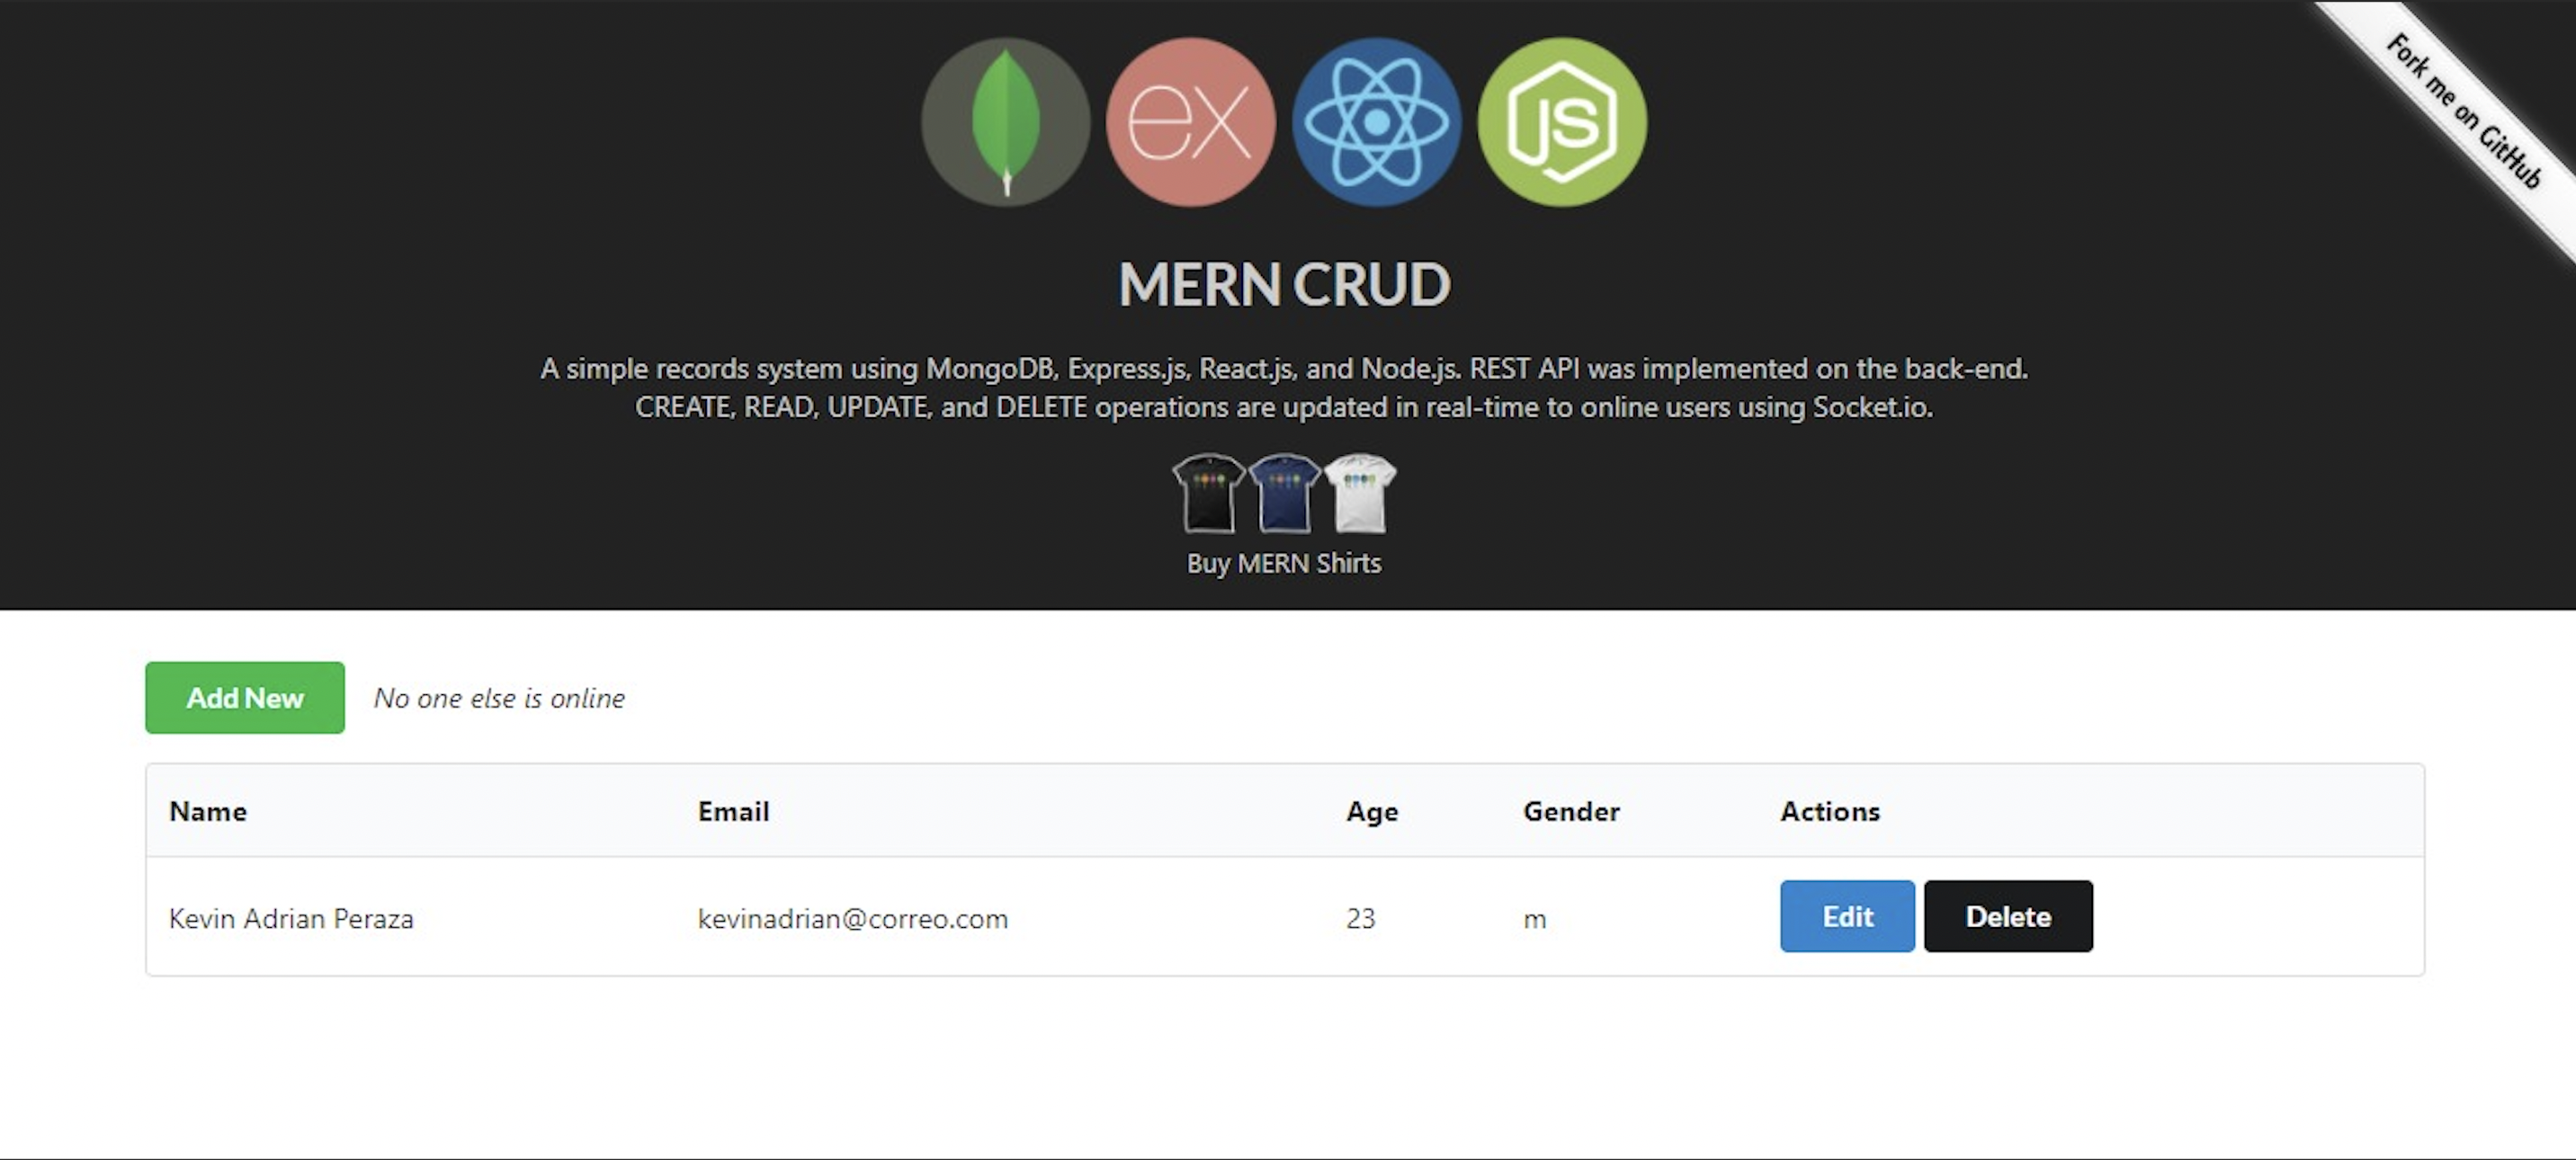 Fork me on GitHub
ex
JS
MERN CRUD
A simple records system using MongoDB, Express.js, React.js, and Node.js. REST API was implemented on the back-end.
CREATE, READ, UPDATE, and DELETE operations are updated in real-time to online users using Socket.io.
Buy MERN Shirts
Add New No one else is online
Name Email Age Gender Actions
Kevin Adrian Peraza kevinadrian@correo.com 23 m Edit Delete